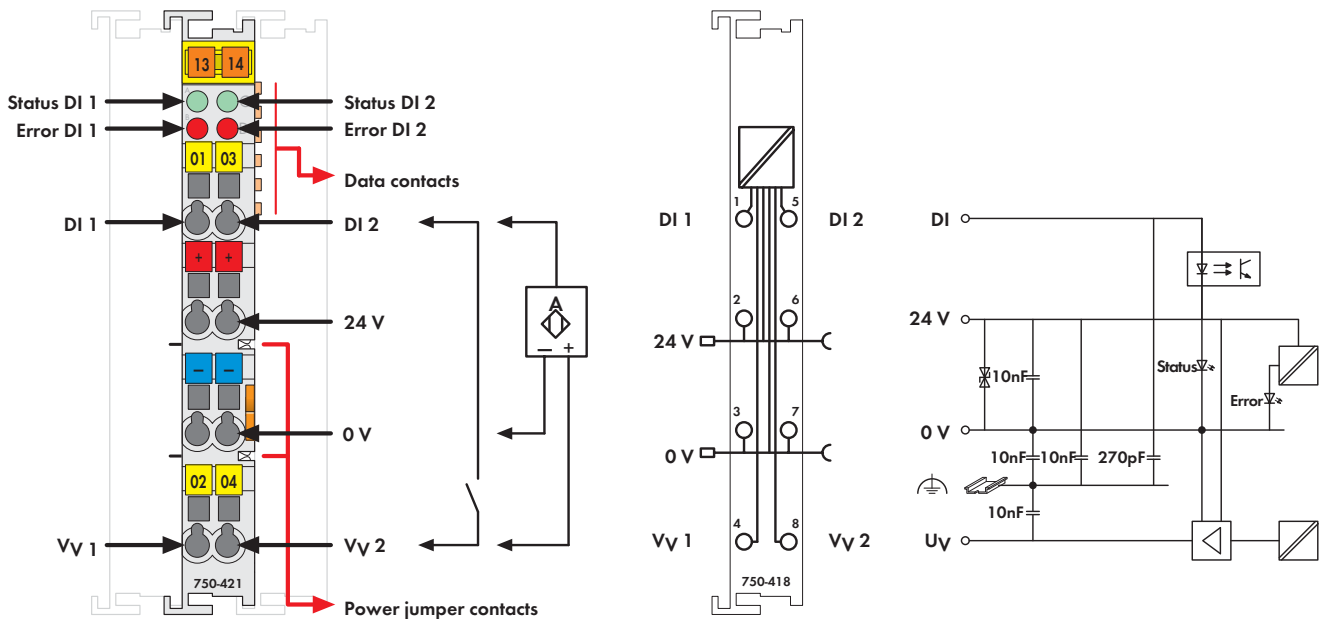 13 14
Status DI 1
Status DI 2
Error DI 1
Error DI 2
01 03
Data contacts
DI 1
DI 2
+ +
24 V
− −
0 V
02 04
VV 1
VV 2
750-421
Power jumper contacts
A
− +
1
5
DI 1
DI 2
2
6
24 V
3
7
0 V
4
8
VV 1
VV 2
750-418
DI
24 V
10nF
Status
Error
0 V
10nF 10nF 270pF
10nF
UV